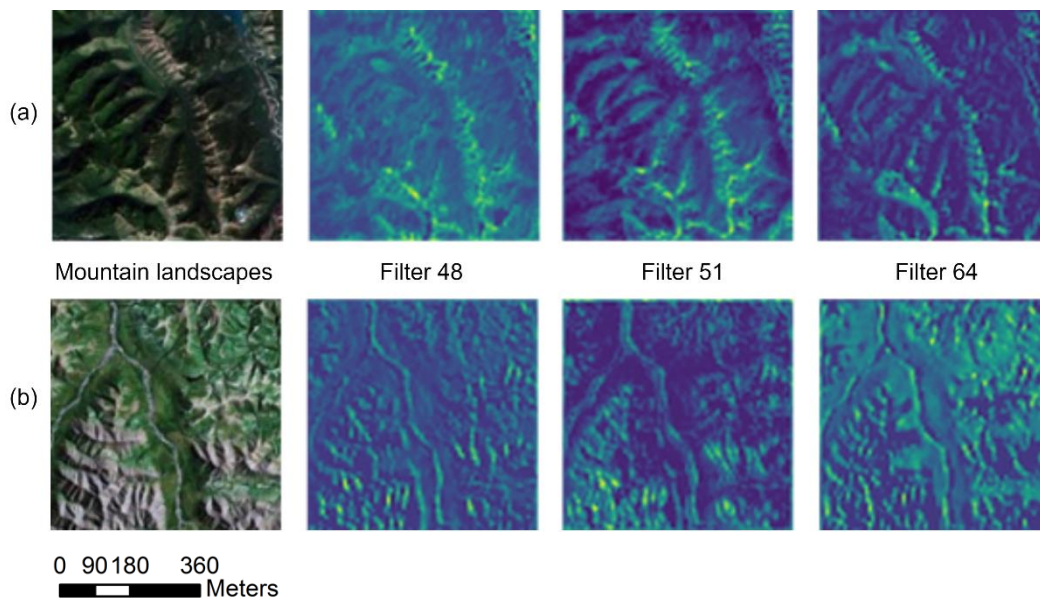 (a)
Mountain landscapes Filter 48 Filter 51 Filter 64
(b)
0 90 180 360
Meters